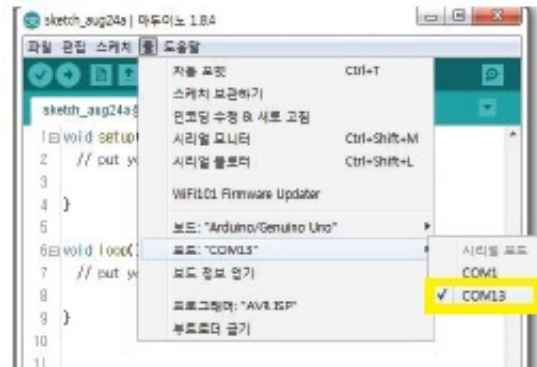 sketch_aug24a | 아두이노 1.8.4
파일 편집 스케치 툴 도움말
자동 포맷 Ctrl+T
스케치 보관하기
인코딩 수정 & 새로 고침
시리얼 모니터 Ctrl+Shift+M
시리얼 플로터 Ctrl+Shift+L
WiFi101 Firmware Updater
보드: "Arduino/Genuino Uno"
포트: "COM13"
보드 정보 얻기
프로그래머: "AVR ISP"
부트로더 굽기
시리얼 포트
COM1
✓ COM13
sketch_aug24a
1 void setup(
2 // put yo
3
4 }
5
6 void loop()
7 // put yo
8
9 }
10
11